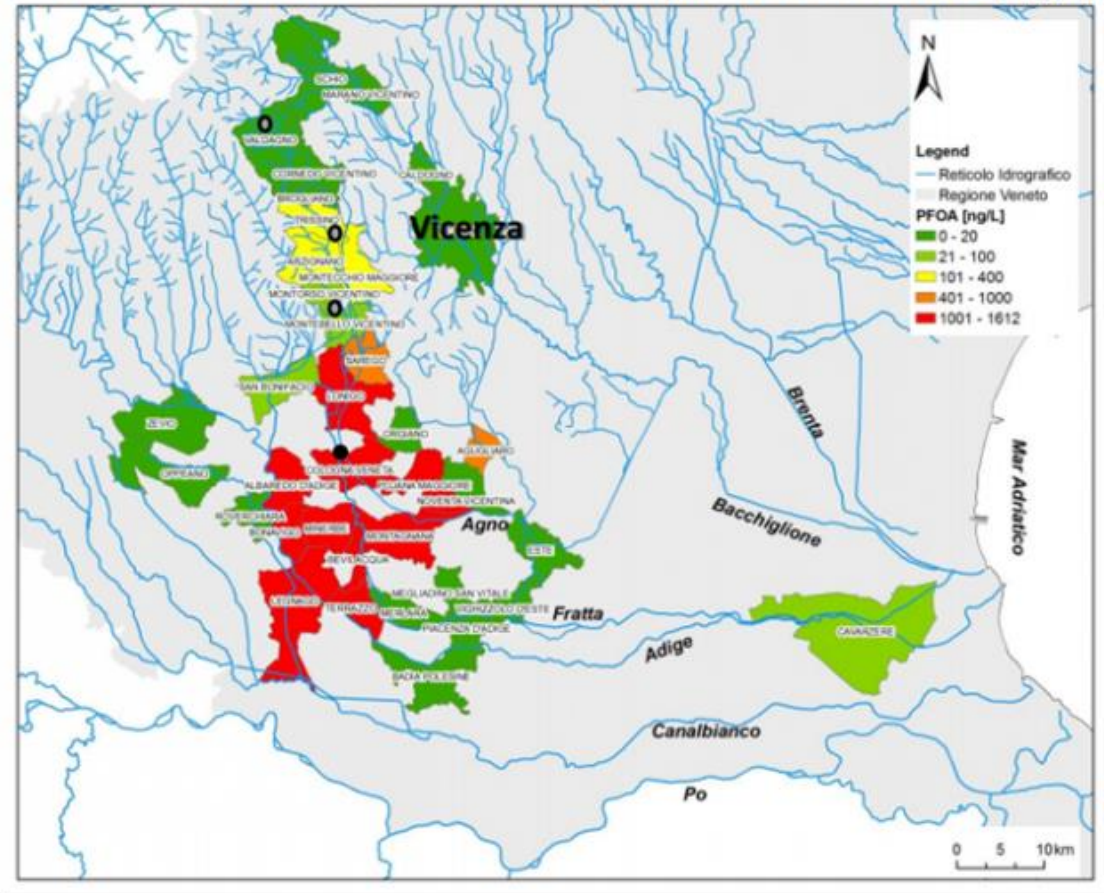 N
Legend
Reticolo Idrografico
Regione Veneto
PFOA [ng/L]
0 - 20
21 - 100
101 - 400
401 - 1000
1001 - 1612
SCHIO
MARANO VICENTINO
O
VALDAGNO
CORNEDO VICENTINO
CALDOGNO
BROGLIANO
TRISSINO
O
Vicenza
ARZIGNANO
MONTECCHIO MAGGIORE
MONTORSO VICENTINO
O
MONTEBELLO VICENTINO
SAREGO
SAN BONIFACIO
LONIGO
Brenta
ZEVIO
ORGIANO
AGUGLIARO
Mar Adriatico
OPPEANO
COLOGNA VENETA
ALBAREDO D'ADIGE
POJANA MAGGIORE
NOVENTA VICENTINA
ROVERCHIARA
BONAVIGO
MINERBE
MONTAGNANA
Agno
Bacchiglione
ESTE
BEVILACQUA
MEGLIADINO SAN VITALE
LEGNAGO
TERRAZZO
MERLARA
VIGHIZZOLO D'ESTE
Fratta
PIACENZA D'ADIGE
CAVARZERE
Adige
BADIA POLESINE
Canalbianco
Po
0 5 10km